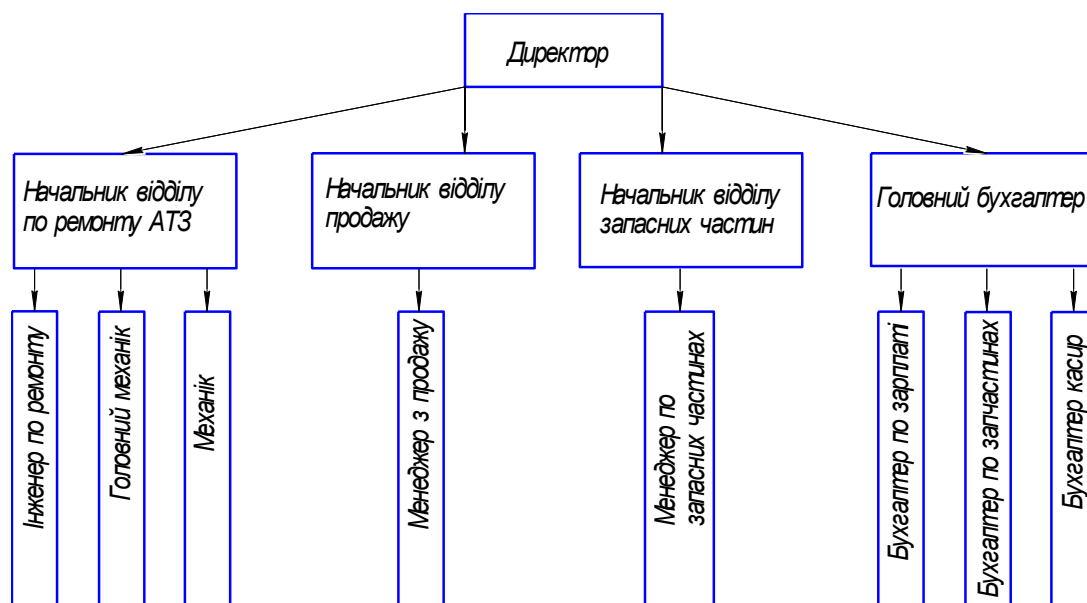 Директор
Начальник відділу
по ремонту АТЗ
Начальник відділу
продажу
Начальник відділу
запасних частин
Головний бухгалтер
Інженер по ремонту
Головний механік
Механік
Менеджер з продажу
Менеджер по
запасних частинах
Бухгалтер по зарплаті
Бухгалтер по запчастинах
Бухгалтер касир